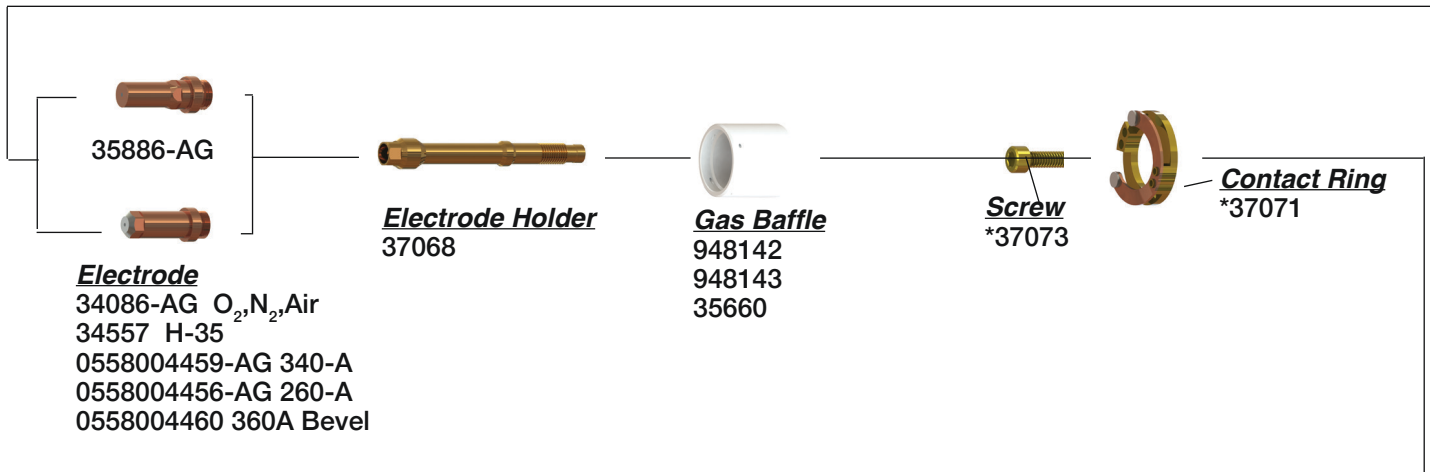 35886-AG
Electrode
34086-AG O₂,N₂,Air
34557 H-35
0558004459-AG 340-A
0558004456-AG 260-A
0558004460 360A Bevel
Electrode Holder
37068
Gas Baffle
948142
948143
35660
Screw
*37073
Contact Ring
*37071